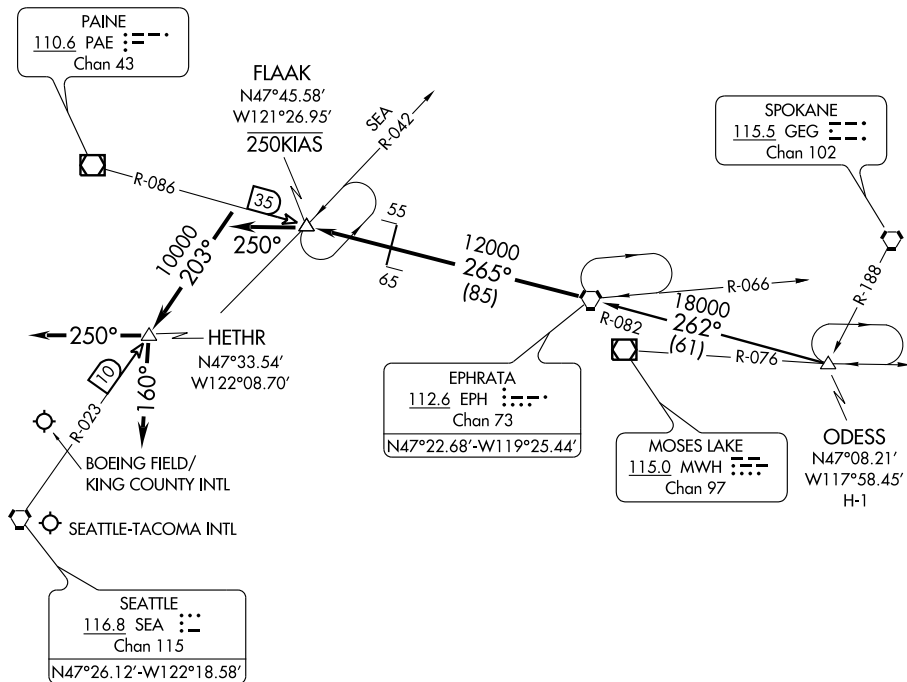 PAINE
110.6 PAE
Chan 43
FLAAK
N47°45.58'
W121°26.95'
250KIAS
SEA
R-042
SPOKANE
115.5 GEG
Chan 102
R-086
35
250°
55
65
12000
265°
(85)
R-066
R-188
10000
203°
18000
262°
(61)
R-082
R-076
250°
HETHR
N47°33.54'
W122°08.70'
10
160°
R-023
EPHRATA
112.6 EPH
Chan 73
N47°22.68'-W119°25.44'
MOSES LAKE
115.0 MWH
Chan 97
ODESS
N47°08.21'
W117°58.45'
H-1
BOEING FIELD/
KING COUNTY INTL
SEATTLE-TACOMA INTL
SEATTLE
116.8 SEA
Chan 115
N47°26.12'-W122°18.58'